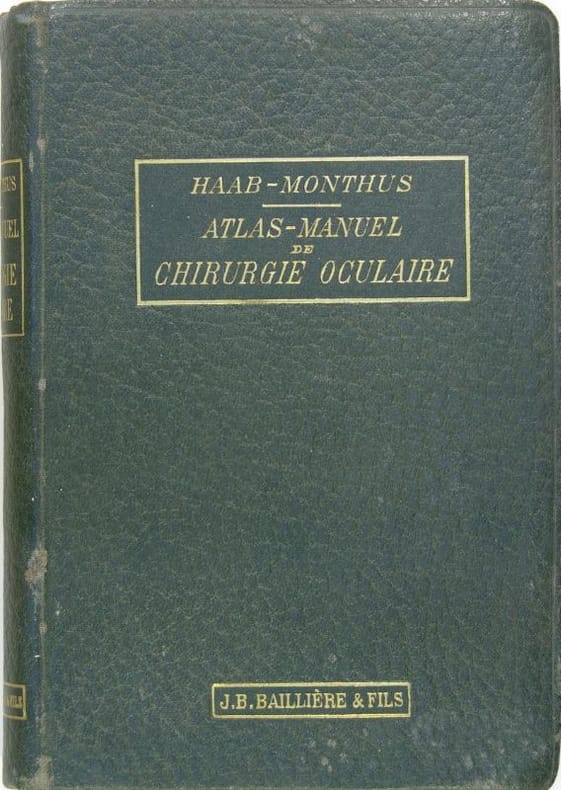 HAAB-MONTHUS
ATLAS-MANUEL
DE
CHIRURGIE OCULAIRE
J.B. BAILLIÈRE & FILS